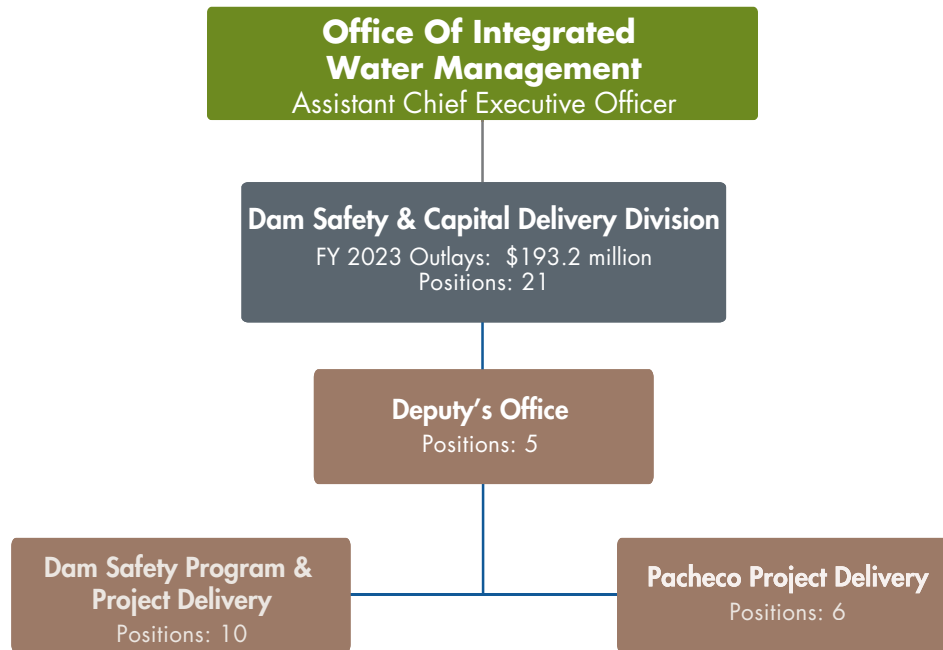 Office Of Integrated
Water Management
Assistant Chief Executive Officer
Dam Safety & Capital Delivery Division
FY 2023 Outlays: $193.2 million
Positions: 21
Deputy’s Office
Positions: 5
Dam Safety Program &
Project Delivery
Positions: 10
Pacheco Project Delivery
Positions: 6